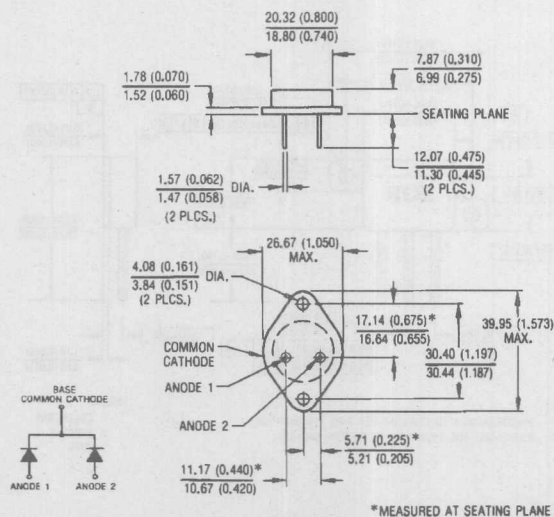 20.32 (0.800)
18.80 (0.740)
7.87 (0.310)
6.99 (0.275)
1.78 (0.070)
1.52 (0.060)
SEATING PLANE
12.07 (0.475)
11.30 (0.445)
(2 PLCS.)
1.57 (0.062)
1.47 (0.058)
DIA.
(2 PLCS.)
26.67 (1.050)
MAX.
4.08 (0.161)
3.84 (0.151)
DIA.
(2 PLCS.)
17.14 (0.675)*
16.64 (0.655)
39.95 (1.573)
MAX.
COMMON
CATHODE
30.40 (1.197)
30.44 (1.187)
ANODE 1
ANODE 2
BASE
COMMON CATHODE
5.71 (0.225)*
5.21 (0.205)
11.17 (0.440)*
10.67 (0.420)
ANODE 1 ANODE 2
*MEASURED AT SEATING PLANE